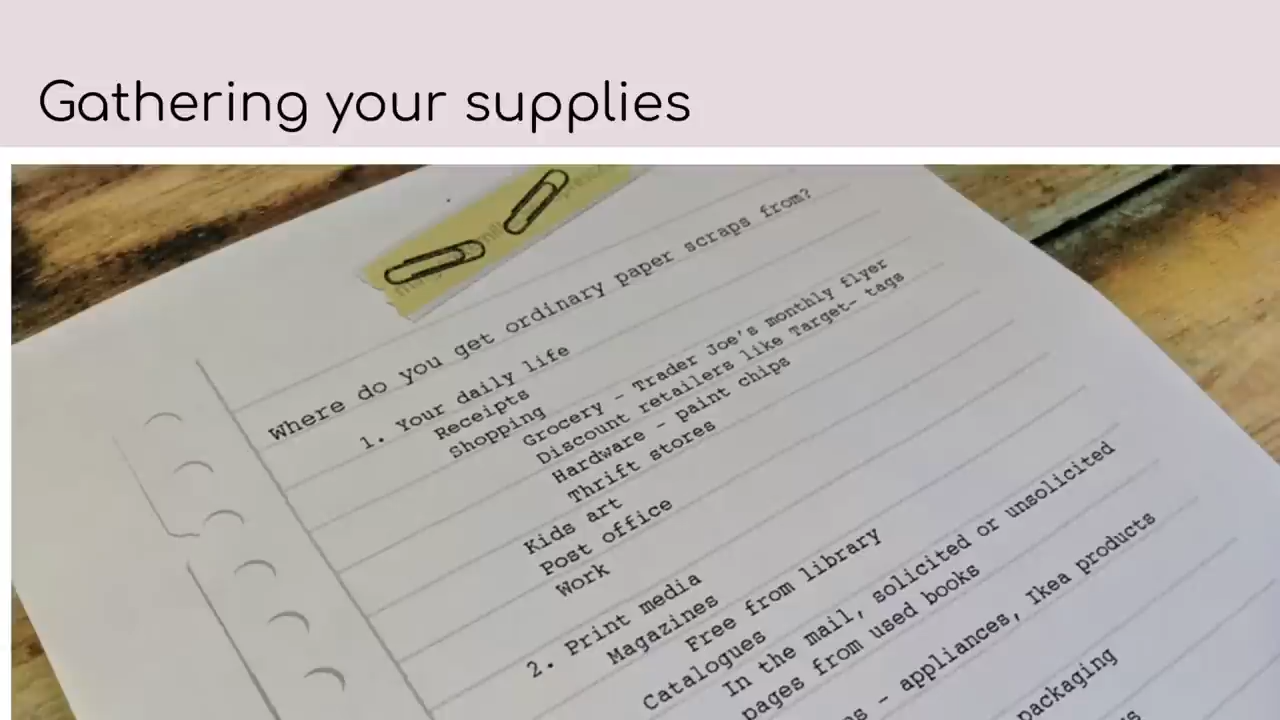 Gathering your supplies
Where do you get ordinary paper scraps from?
1. Your daily life
Receipts
Shopping
Grocery - Trader Joe's monthly flyer
Discount retailers like Target- tags
Hardware - paint chips
Thrift stores
Kids art
Post office
Work
2. Print media
Magazines
Free from library
Catalogues
In the mail, solicited or unsolicited
pages from used books
- appliances, Ikea products
packaging